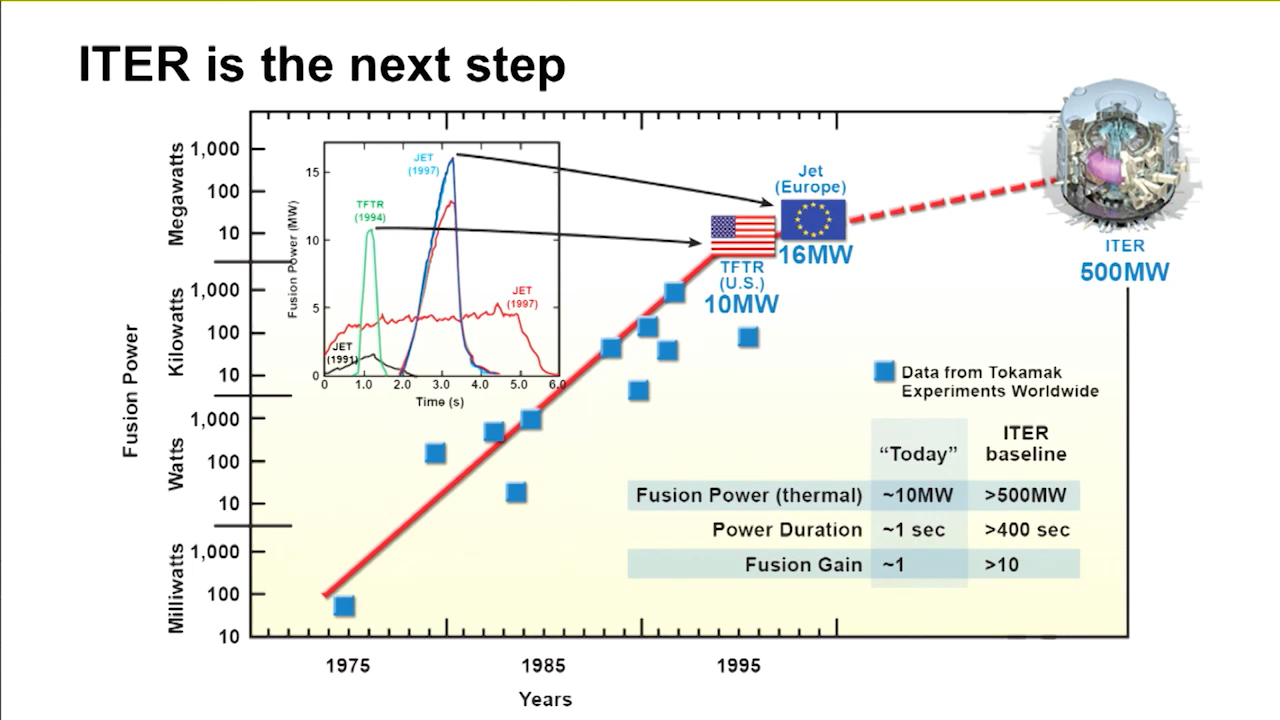 ITER is the next step
Fusion Power
Megawatts
1,000
100
10
Kilowatts
1,000
100
10
Watts
1,000
100
10
Milliwatts
1,000
100
10
1975
1985
1995
Years
Fusion Power (MW)
15
10
5
0
0
1.0
2.0
3.0
4.0
5.0
6.0
Time (s)
JET
(1997)
TFTR
(1994)
JET
(1997)
JET
(1991)
Jet
(Europe)
16MW
TFTR
(U.S.)
10MW
ITER
500MW
Data from Tokamak
Experiments Worldwide
“Today”
ITER
baseline
Fusion Power (thermal) ~10MW >500MW
Power Duration ~1 sec >400 sec
Fusion Gain ~1 >10